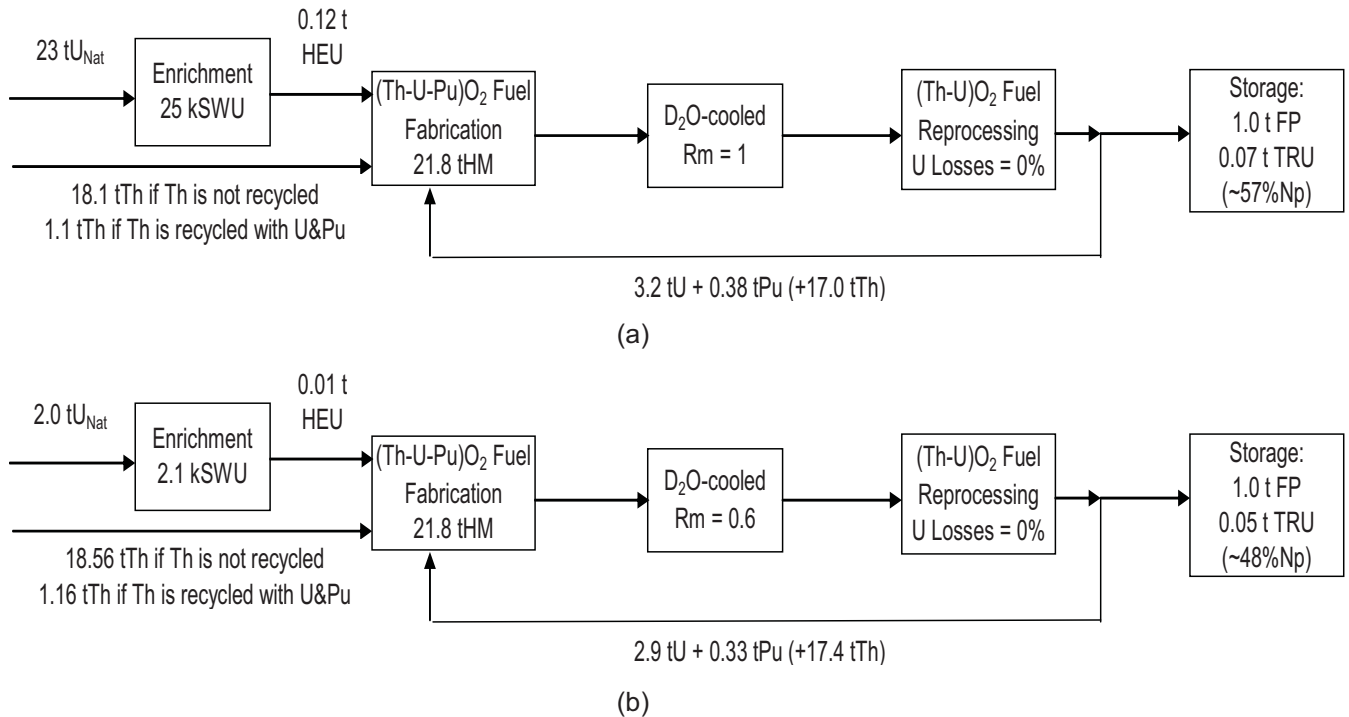 23 tU_Nat
Enrichment
25 kSWU
0.12 t
HEU
(Th-U-Pu)O₂ Fuel
Fabrication
21.8 tHM
D₂O-cooled
Rm = 1
(Th-U)O₂ Fuel
Reprocessing
U Losses = 0%
Storage:
1.0 t FP
0.07 t TRU
(~57%Np)
18.1 tTh if Th is not recycled
1.1 tTh if Th is recycled with U&Pu
3.2 tU + 0.38 tPu (+17.0 tTh)
(a)
2.0 tU_Nat
Enrichment
2.1 kSWU
0.01 t
HEU
(Th-U-Pu)O₂ Fuel
Fabrication
21.8 tHM
D₂O-cooled
Rm = 0.6
(Th-U)O₂ Fuel
Reprocessing
U Losses = 0%
Storage:
1.0 t FP
0.05 t TRU
(~48%Np)
18.56 tTh if Th is not recycled
1.16 tTh if Th is recycled with U&Pu
2.9 tU + 0.33 tPu (+17.4 tTh)
(b)